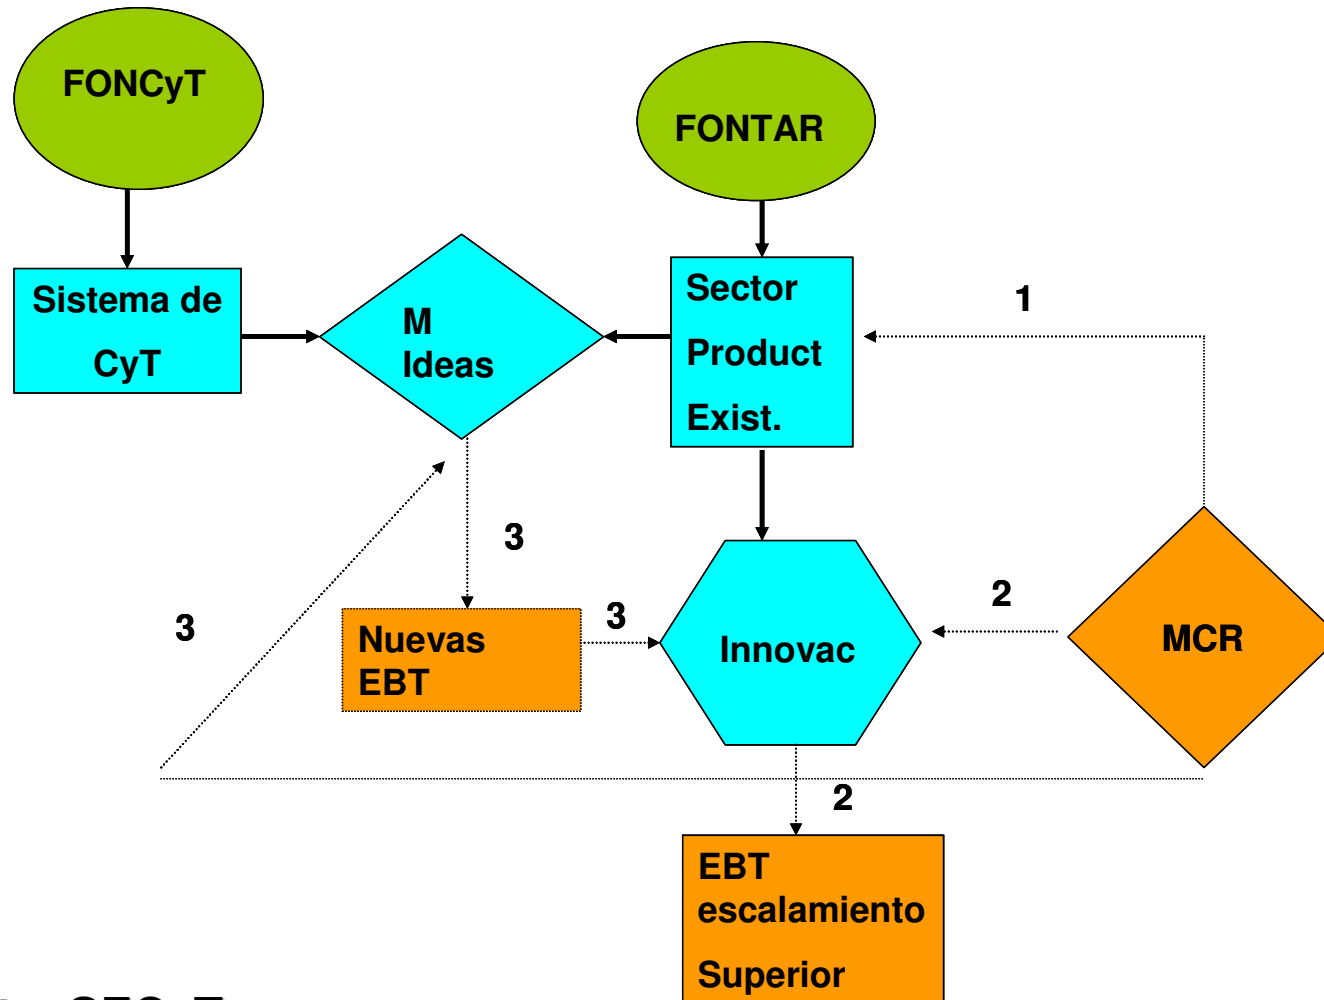 FONCyT
FONTAR
Sistema de
CyT
M
Ideas
Sector
Product
Exist.
1
3
3
3
2
Nuevas
EBT
Innovac
MCR
2
EBT
escalamiento
Superior